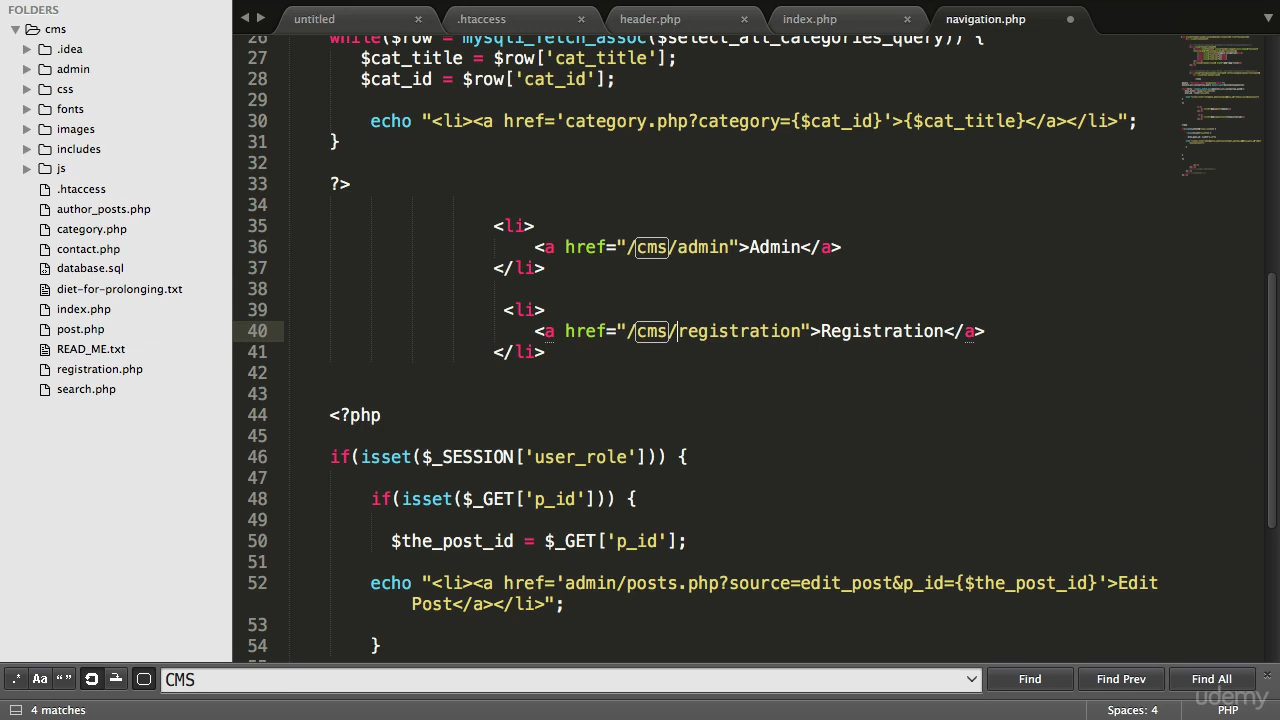 FOLDERS
cms
.idea
admin
css
fonts
images
includes
js
.htaccess
author_posts.php
category.php
contact.php
database.sql
diet-for-prolonging.txt
index.php
post.php
READ_ME.txt
registration.php
search.php
untitled × .htaccess × header.php × index.php × navigation.php
26 while($row = mysqli_fetch_assoc($select_all_categories_query)) {
27 $cat_title = $row['cat_title'];
28 $cat_id = $row['cat_id'];
29
30 echo "<li><a href='category.php?category={$cat_id}'>{$cat_title}</a></li>";
31 }
32
33 ?>
34
35 <li>
36 <a href="/cms/admin">Admin</a>
37 </li>
38
39 <li>
40 <a href="/cms/registration">Registration</a>
41 </li>
42
43
44 <?php
45
46 if(isset($_SESSION['user_role'])) {
47
48 if(isset($_GET['p_id'])) {
49
50 $the_post_id = $_GET['p_id'];
51
52 echo "<li><a href='admin/posts.php?source=edit_post&p_id={$the_post_id}'>Edit
Post</a></li>";
53
54 }
.* Aa “” CMS Find Find Prev Find All ×
4 matches Spaces: 4 PHP
udemy